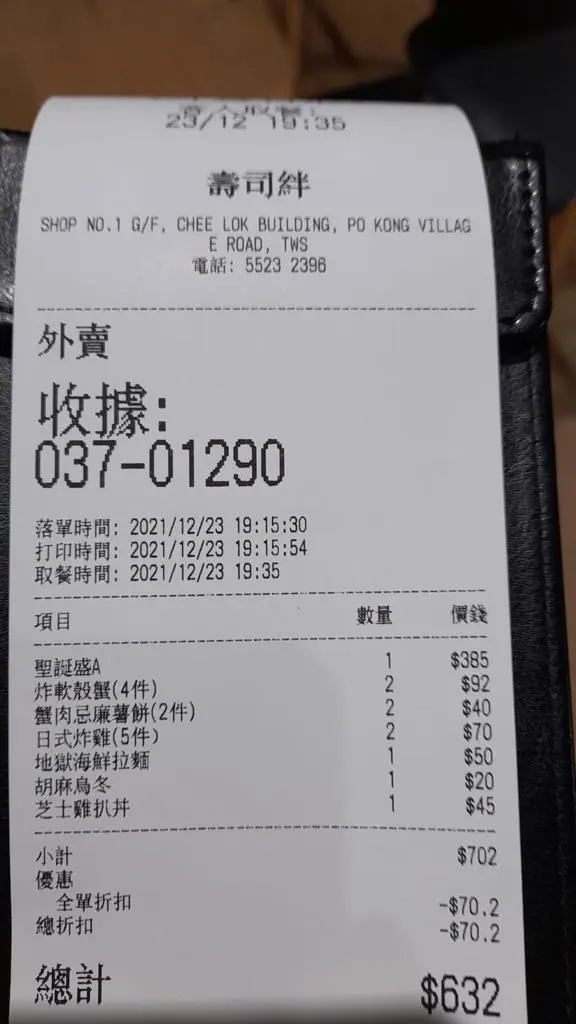 23/12 19:35
壽司絆
SHOP NO.1 G/F, CHEE LOK BUILDING, PO KONG VILLAG
E ROAD, TWS
電話: 5523 2396
外賣
收據:
037-01290
落單時間: 2021/12/23 19:15:30
打印時間: 2021/12/23 19:15:54
取餐時間: 2021/12/23 19:35
項目 數量 價錢
聖誕盛A 1 $385
炸軟殼蟹(4件) 2 $92
蟹肉忌廉薯餅(2件) 2 $40
日式炸雞(5件) 2 $70
地獄海鮮拉麵 1 $50
胡麻烏冬 1 $20
芝士雞扒丼 1 $45
小計 $702
優惠
全單折扣 -$70.2
總折扣 -$70.2
總計 $632